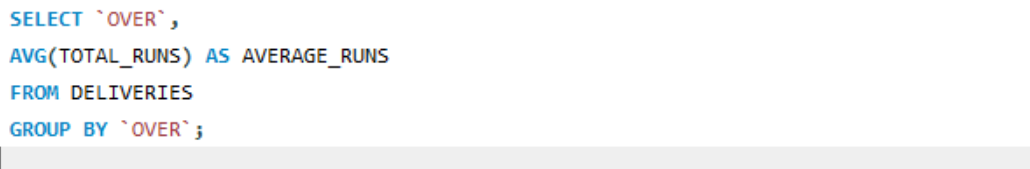 SELECT `OVER`,
AVG(TOTAL_RUNS) AS AVERAGE_RUNS
FROM DELIVERIES
GROUP BY `OVER`;